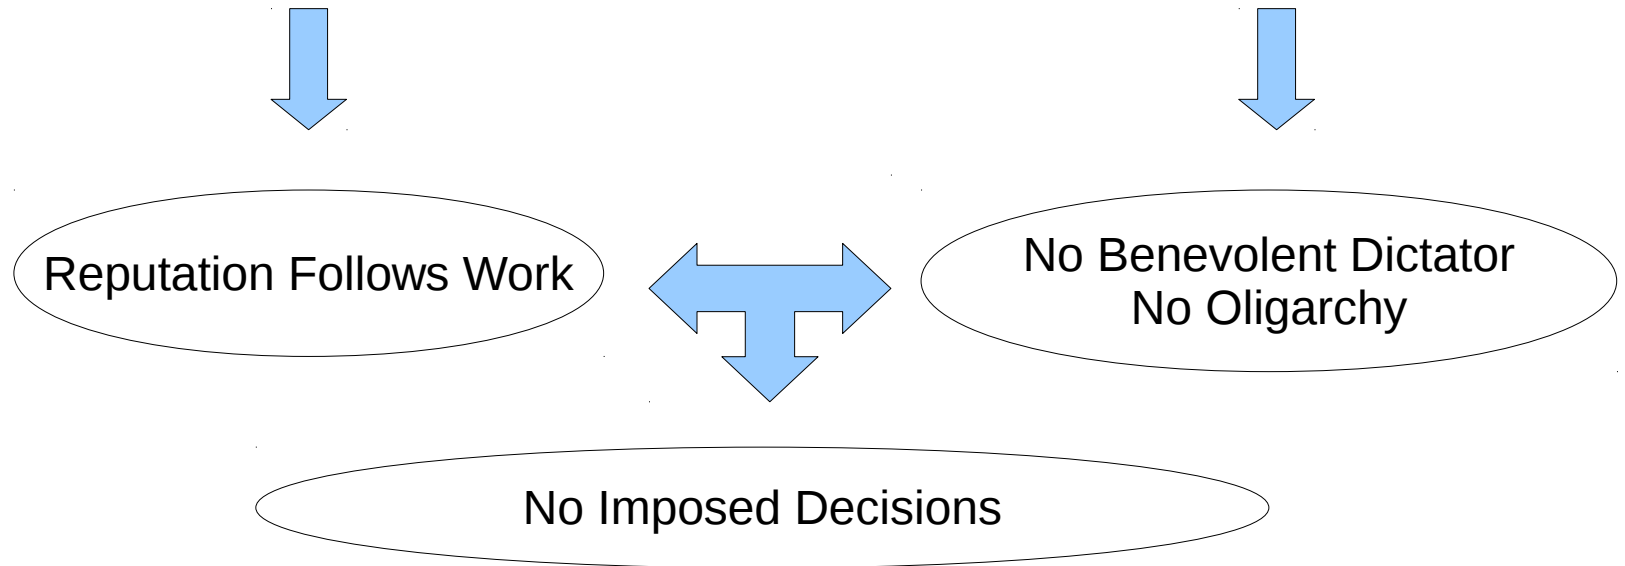 Reputation Follows Work
No Benevolent Dictator
No Oligarchy
No Imposed Decisions